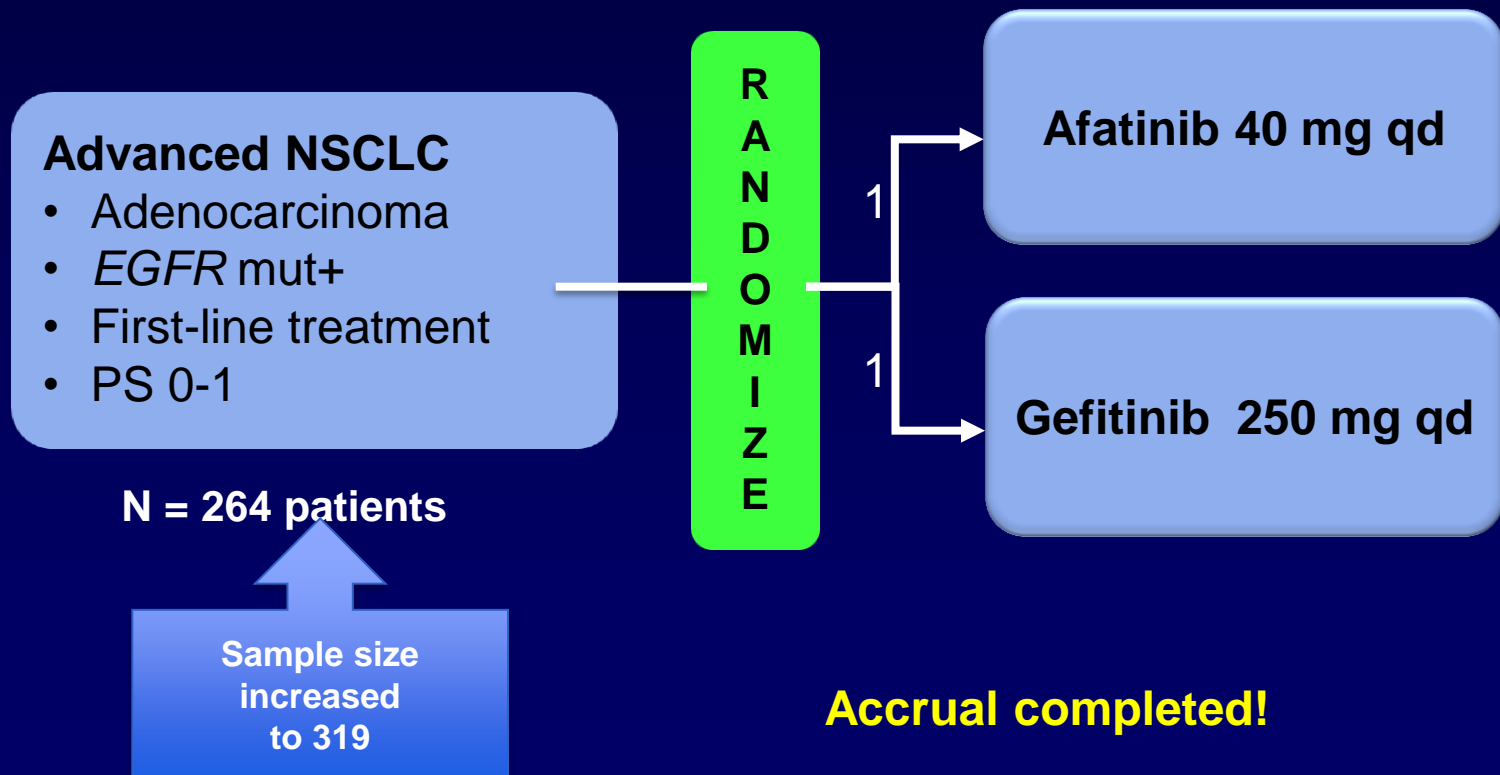 Advanced NSCLC
• Adenocarcinoma
• EGFR mut+
• First-line treatment
• PS 0-1
N = 264 patients
Sample size
increased
to 319
R
A
N
D
O
M
I
Z
E
1
1
Afatinib 40 mg qd
Gefitinib 250 mg qd
Accrual completed!